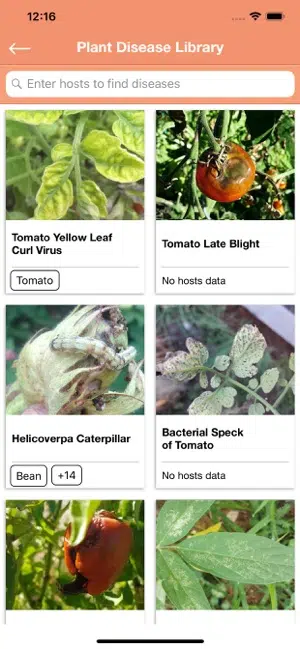 12:16
Plant Disease Library
Enter hosts to find diseases
Tomato Yellow Leaf
Curl Virus
Tomato
Tomato Late Blight
No hosts data
Helicoverpa Caterpillar
Bean
+14
Bacterial Speck
of Tomato
No hosts data